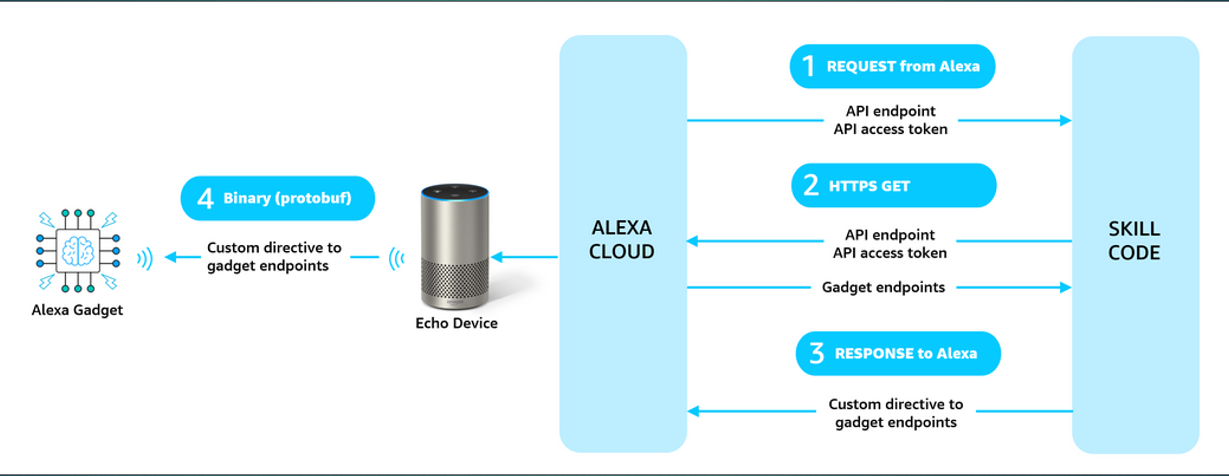 1 REQUEST from Alexa
API endpoint
API access token
2 HTTPS GET
API endpoint
API access token
Gadget endpoints
3 RESPONSE to Alexa
Custom directive to
gadget endpoints
ALEXA
CLOUD
SKILL
CODE
4 Binary (protobuf)
Custom directive to
gadget endpoints
Alexa Gadget
Echo Device